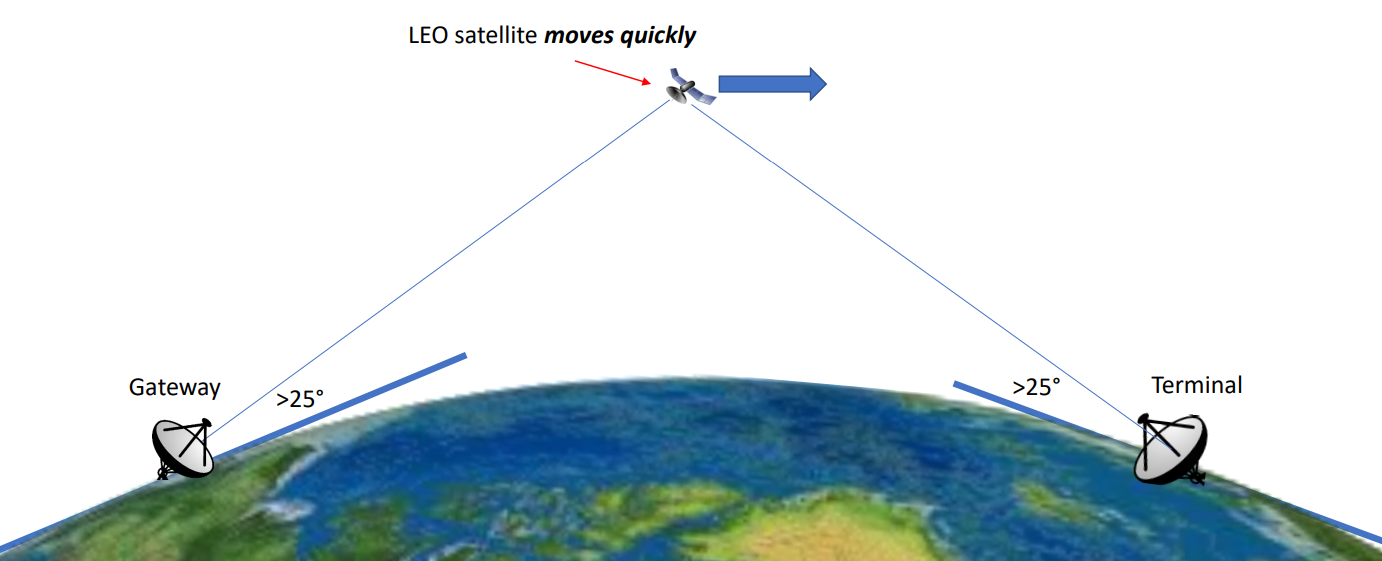 LEO satellite moves quickly
Gateway
>25°
>25°
Terminal